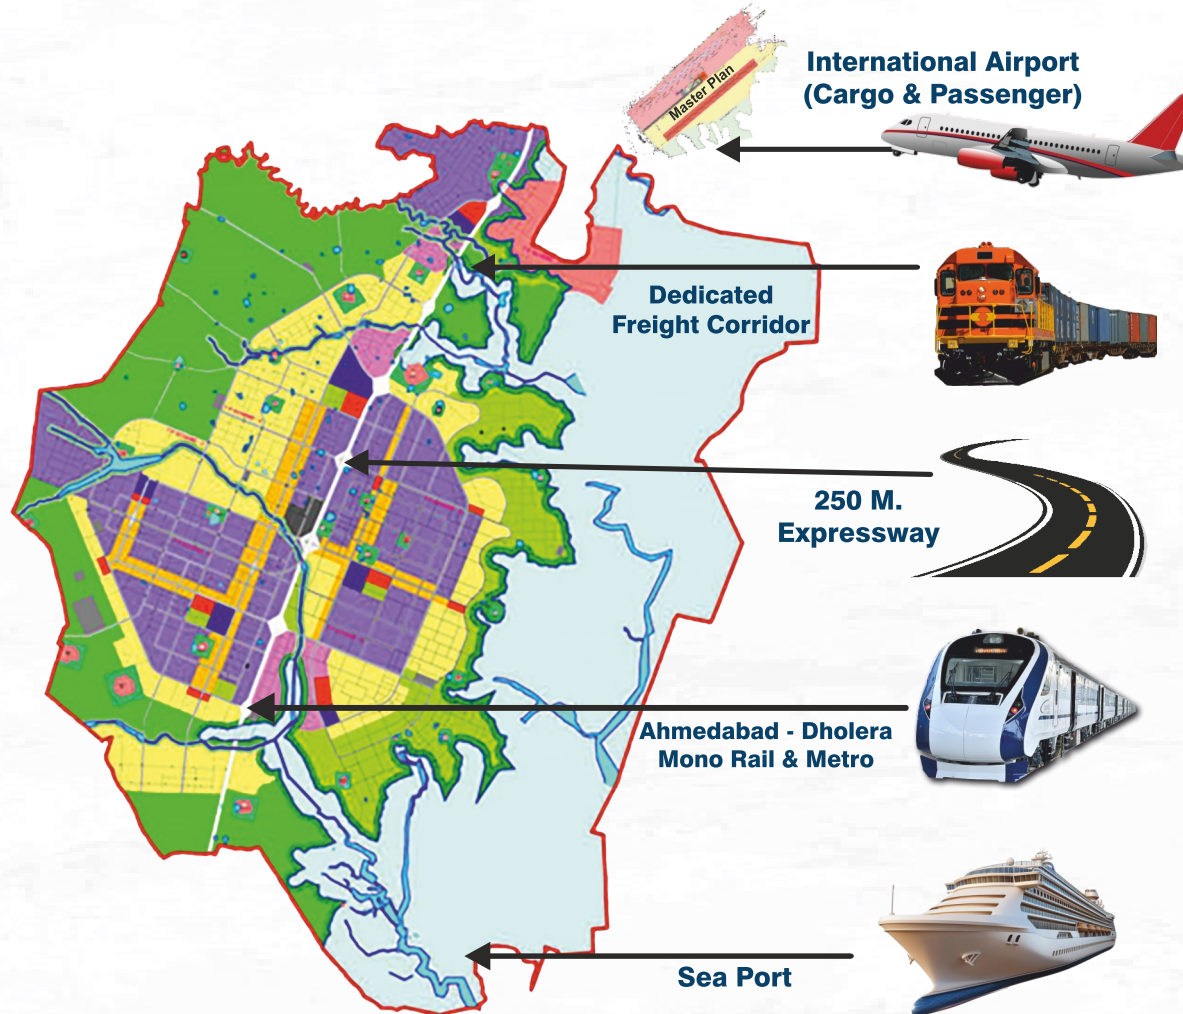 International Airport
(Cargo & Passenger)
Master Plan
Dedicated
Freight Corridor
250 M.
Expressway
Ahmedabad - Dholera
Mono Rail & Metro
Sea Port